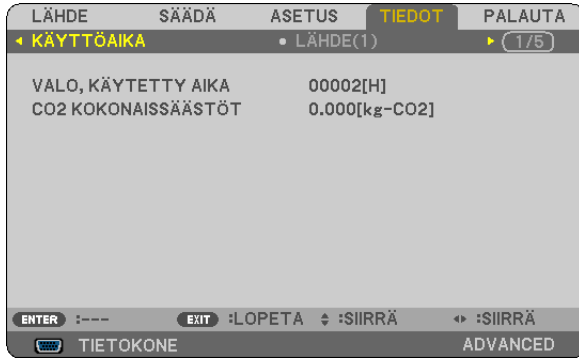 LÄHDE SÄÄDÄ ASETUS TIEDOT PALAUTA
KÄYTTÖAIKA • LÄHDE(1) (1/5)
VALO, KÄYTETTY AIKA 00002[H]
CO2 KOKONAISSÄÄSTÖT 0.000[kg-CO2]
ENTER :--- EXIT :LOPETA :SIIRRÄ :SIIRRÄ
TIETOKONE ADVANCED